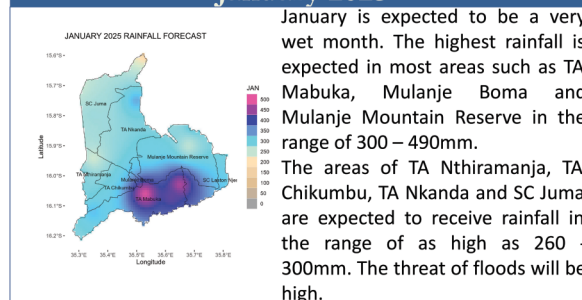 January is expected to be a very
wet month. The highest rainfall is
expected in most areas such as TA
Mabuka, Mulanje Boma and
Mulanje Mountain Reserve in the
range of 300 – 490mm.
The areas of TA Nthiramanja, TA
Chikumbu, TA Nkanda and SC Juma
are expected to receive rainfall in
the range of as high as 260 -
300mm. The threat of floods will be
high.
JANUARY 2025 RAINFALL FORECAST
Latitude
15.6°S
15.7°S
15.8°S
15.9°S
16.0°S
16.1°S
16.2°S
SC Juma
TA Nkanda
Mulanje Mountain Reserve
TA Nthiramanja
TA Chikumbu
TA Mabuka
SC Laston Njema
35.3°E 35.4°E 35.5°E 35.6°E 35.7°E 35.8°E
Longitude
JAN
500
450
400
350
300
250
200
150
100
50
0